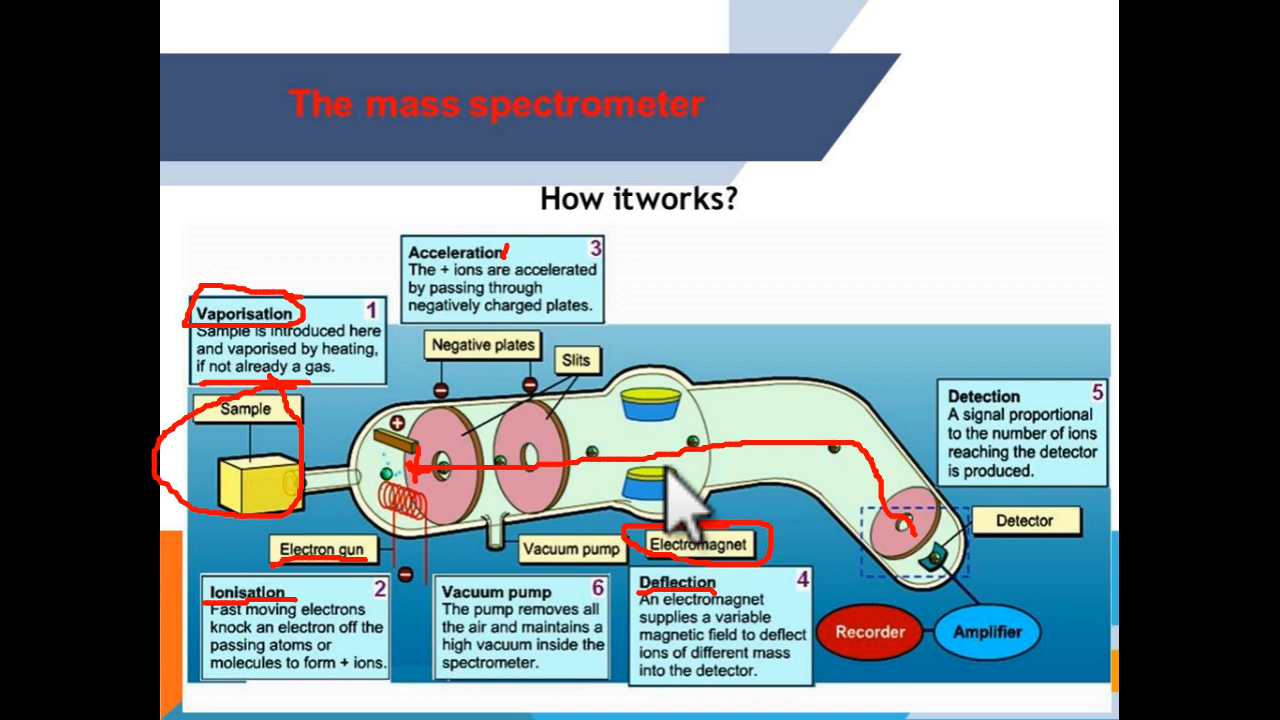 The mass spectrometer
How itworks?
Acceleration 3
The + ions are accelerated
by passing through
negatively charged plates.
Vaporisation 1
Sample is introduced here
and vaporised by heating,
if not already a gas.
Negative plates
Slits
Sample
Detection 5
A signal proportional
to the number of ions
reaching the detector
is produced.
Detector
Electron gun
Vacuum pump
Electromagnet
Ionisation 2
Fast moving electrons
knock an electron off the
passing atoms or
molecules to form + ions.
Vacuum pump 6
The pump removes all
the air and maintains a
high vacuum inside the
spectrometer.
Deflection 4
An electromagnet
supplies a variable
magnetic field to deflect
ions of different mass
into the detector.
Recorder
Amplifier